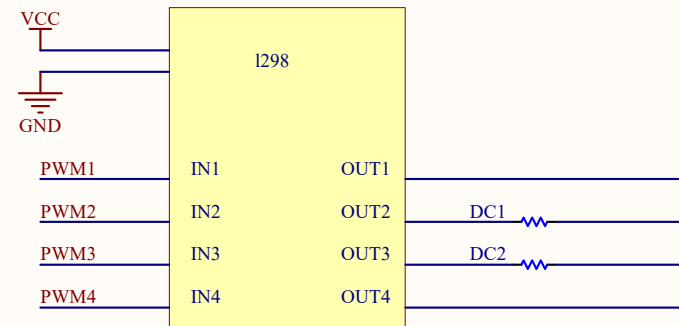 VCC
l298
GND
PWM1 IN1 OUT1
PWM2 IN2 OUT2 DC1
PWM3 IN3 OUT3 DC2
PWM4 IN4 OUT4